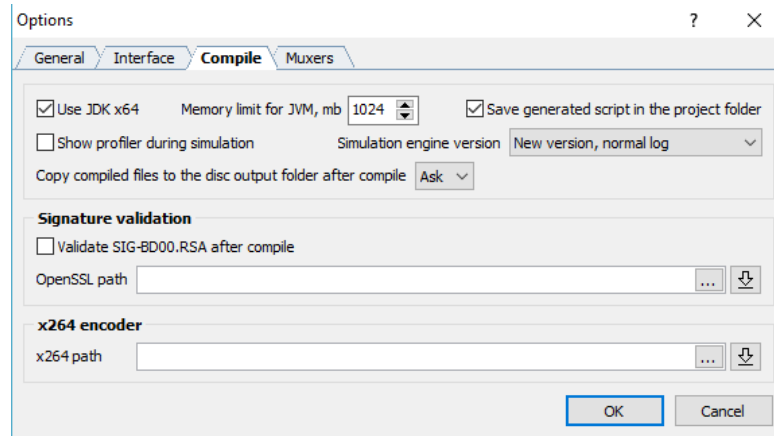 Options ? ×
General Interface Compile Muxers
Use JDK x64 Memory limit for JVM, mb 1024 Save generated script in the project folder
Show profiler during simulation Simulation engine version New version, normal log
Copy compiled files to the disc output folder after compile Ask
Signature validation
Validate SIG-BD00.RSA after compile
OpenSSL path ...
x264 encoder
x264 path ...
OK Cancel